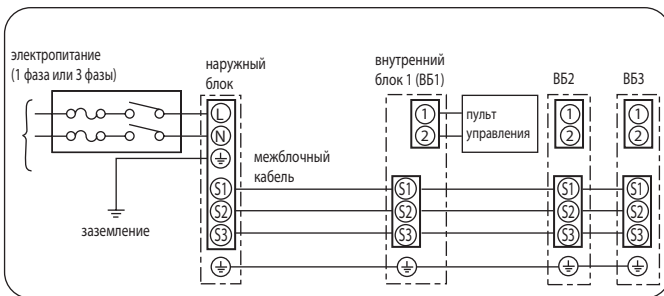 электропитание
(1 фаза или 3 фазы)
наружный
блок
внутренний
блок 1 (ВБ1)
ВБ2
ВБ3
L
N
1
2
пульт
управления
1
2
1
2
межблочный
кабель
заземление
S1
S2
S3
S1
S2
S3
S1
S2
S3
S1
S2
S3